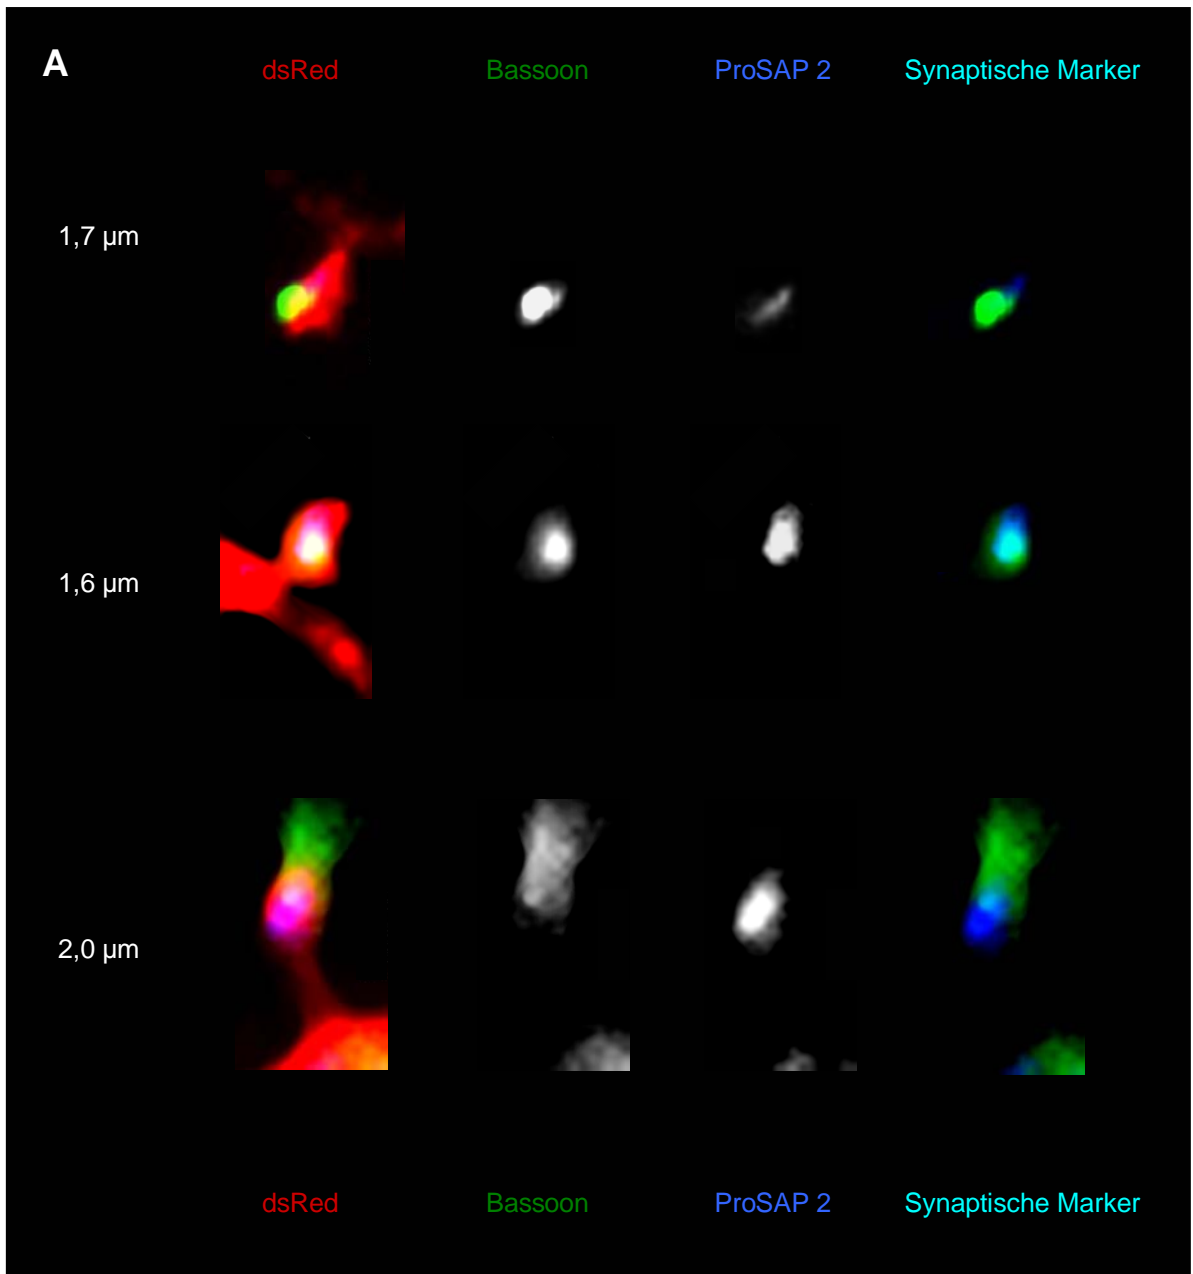 A
dsRed Bassoon ProSAP 2 Synaptische Marker
1,7 µm
1,6 µm
2,0 µm
dsRed Bassoon ProSAP 2 Synaptische Marker